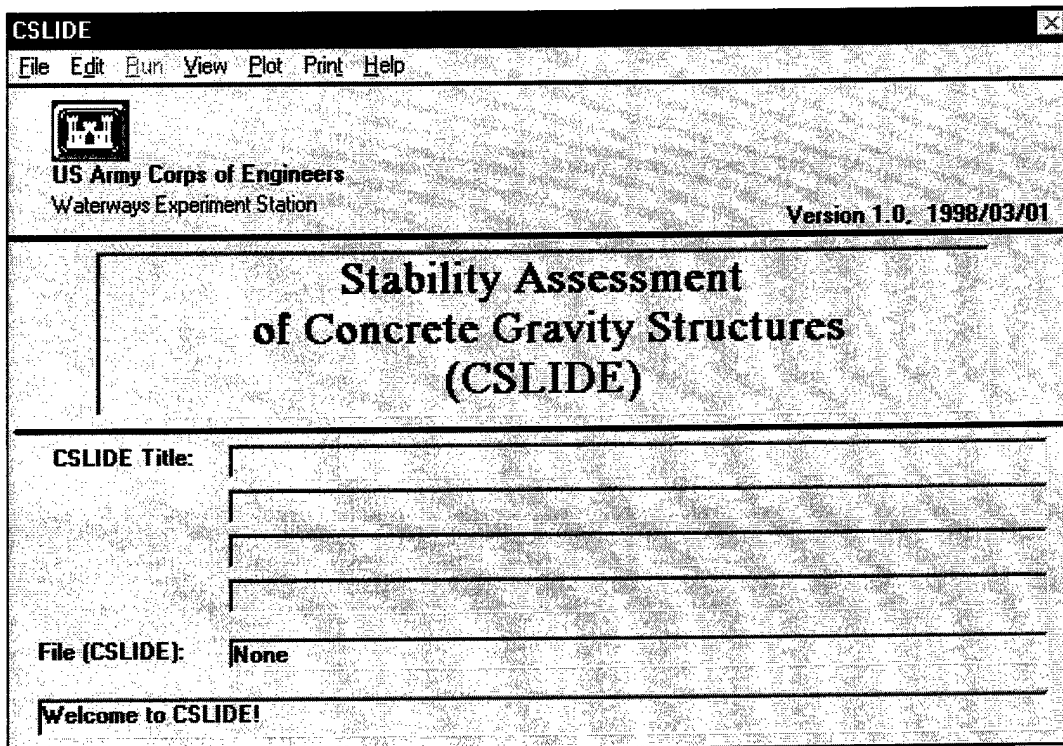 CSLIDE
File Edit Run View Plot Print Help
US Army Corps of Engineers
Waterways Experiment Station
Version 1.0, 1998/03/01
Stability Assessment
of Concrete Gravity Structures
(CSLIDE)
CSLIDE Title:
File (CSLIDE): None
Welcome to CSLIDE!